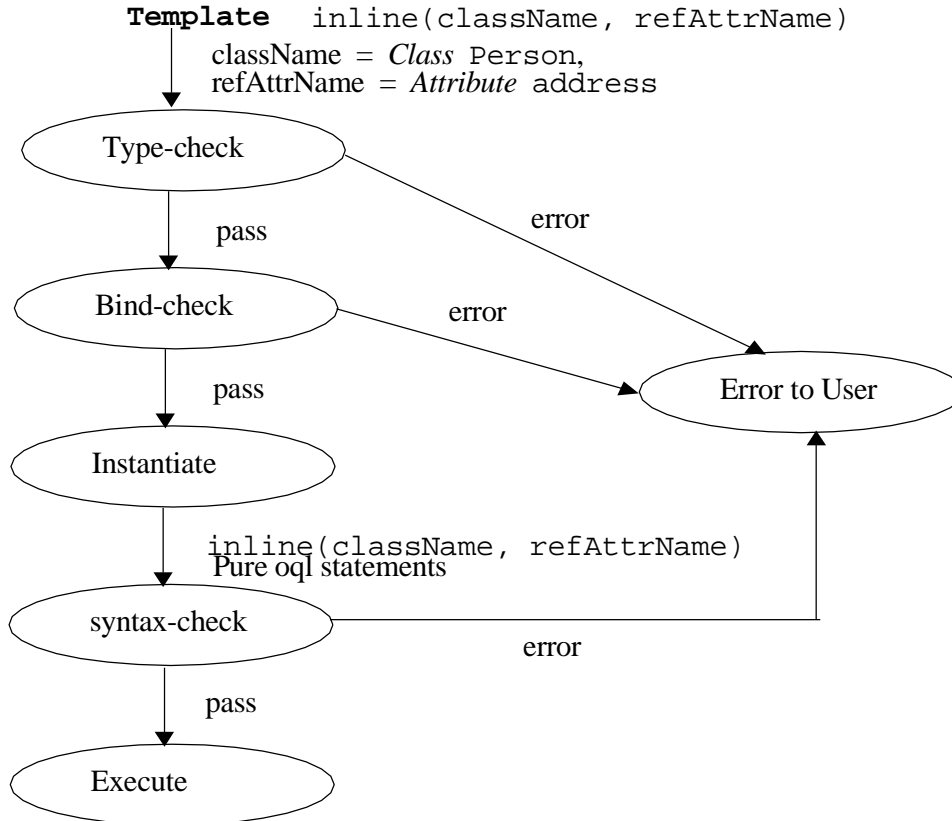 Template inline(className, refAttrName)
className = Class Person,
refAttrName = Attribute address
Type-check
error
pass
Bind-check
error
Error to User
pass
Instantiate
inline(className, refAttrName)
Pure oql statements
syntax-check
error
pass
Execute